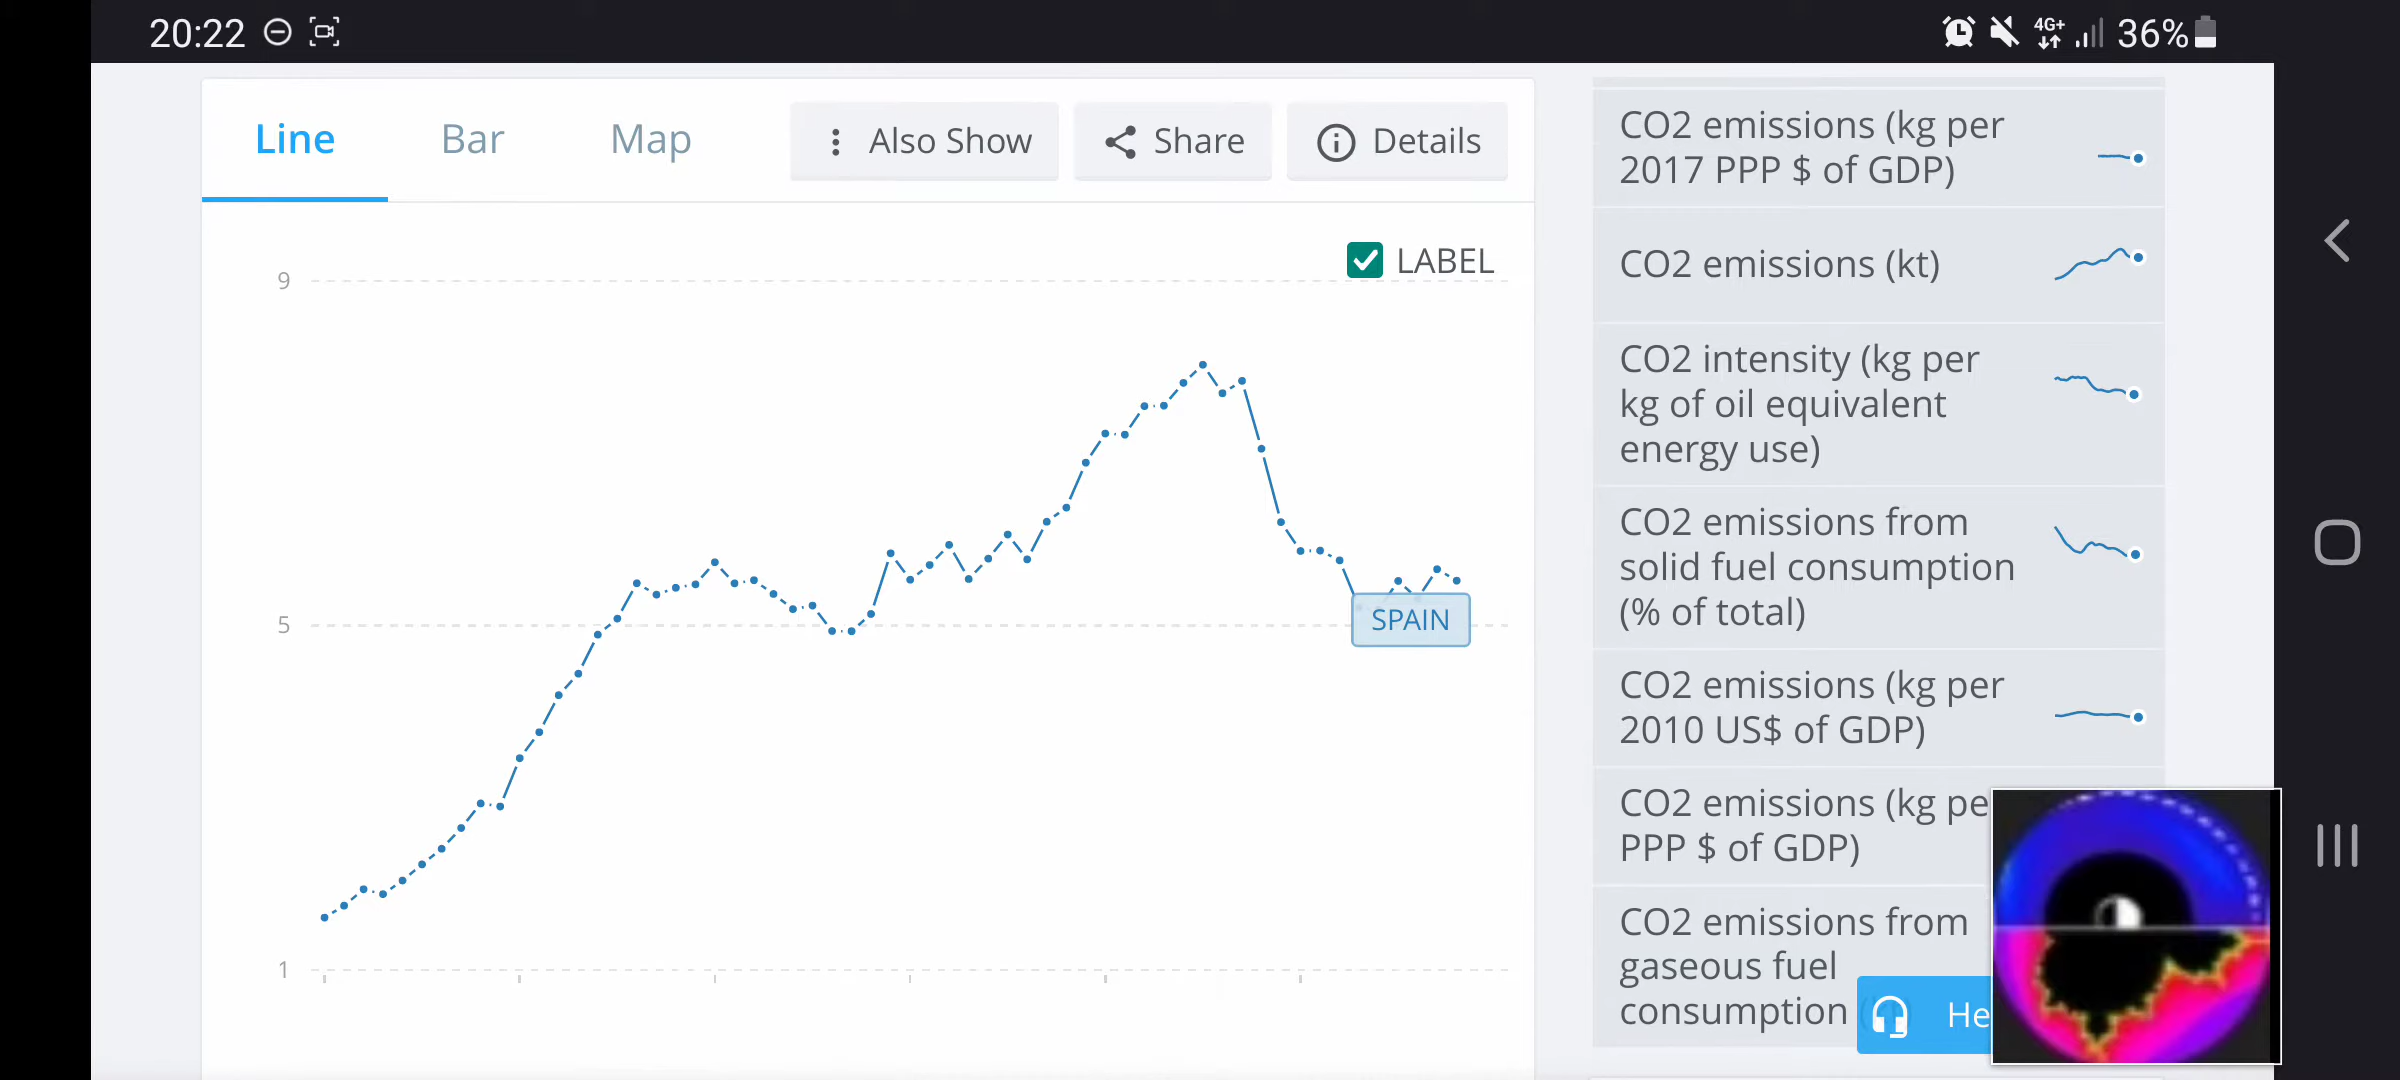 20:22
4G+
36%
Line
Bar
Map
Also Show
Share
Details
LABEL
9
5
1
SPAIN
CO2 emissions (kg per
2017 PPP $ of GDP)
CO2 emissions (kt)
CO2 intensity (kg per
kg of oil equivalent
energy use)
CO2 emissions from
solid fuel consumption
(% of total)
CO2 emissions (kg per
2010 US$ of GDP)
CO2 emissions (kg pe
PPP $ of GDP)
CO2 emissions from
gaseous fuel
consumption
He